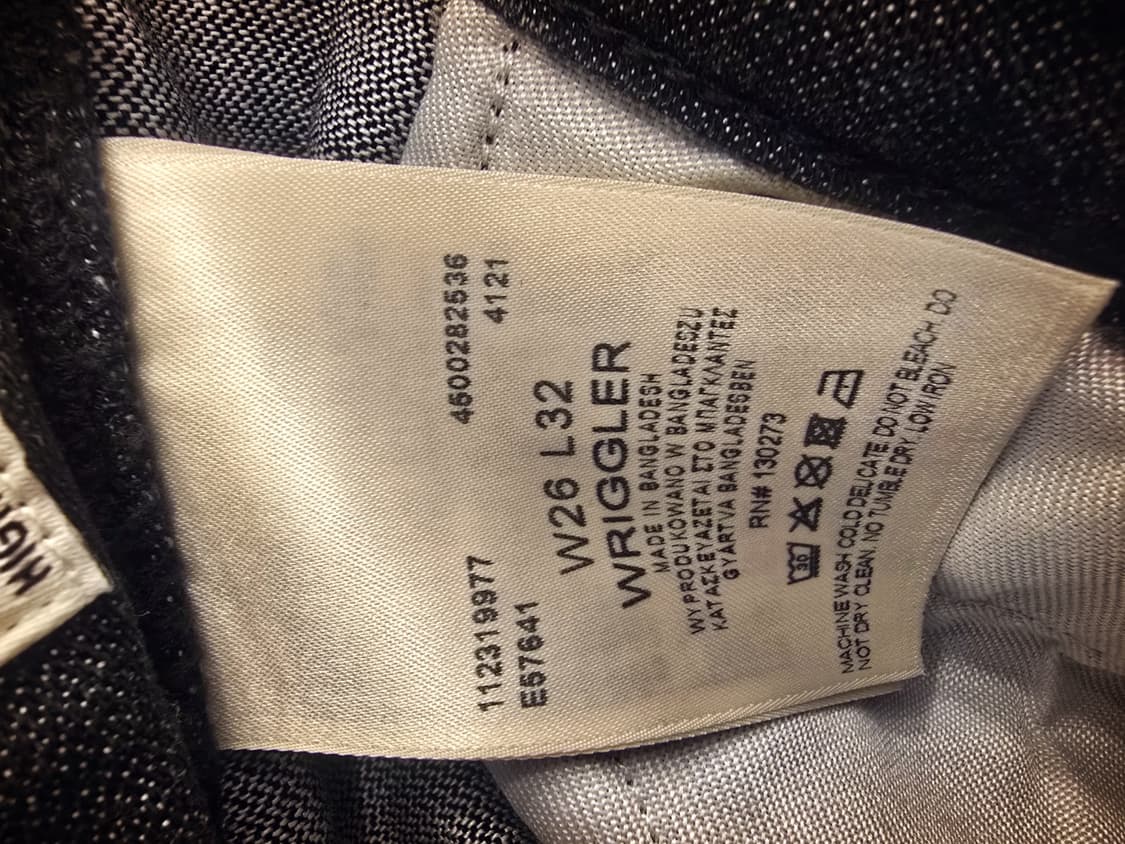 112319977 4500282536
E57641 4121
W26 L32
WRIGGLER
MADE IN BANGLADESH
WYPRODUKOWANO W BANGLADESZU
ΚΑΤΑΣΚΕΥΑΖΕΤΑΙ ΣΤΟ ΜΠΑΓΚΛΑΝΤΕΣ
GYÁRTVA BANGLADESBEN
RN# 130273
30
MACHINE WASH COLD DELICATE. DO NOT BLEACH. DO
NOT DRY CLEAN. NO TUMBLE DRY. LOW IRON